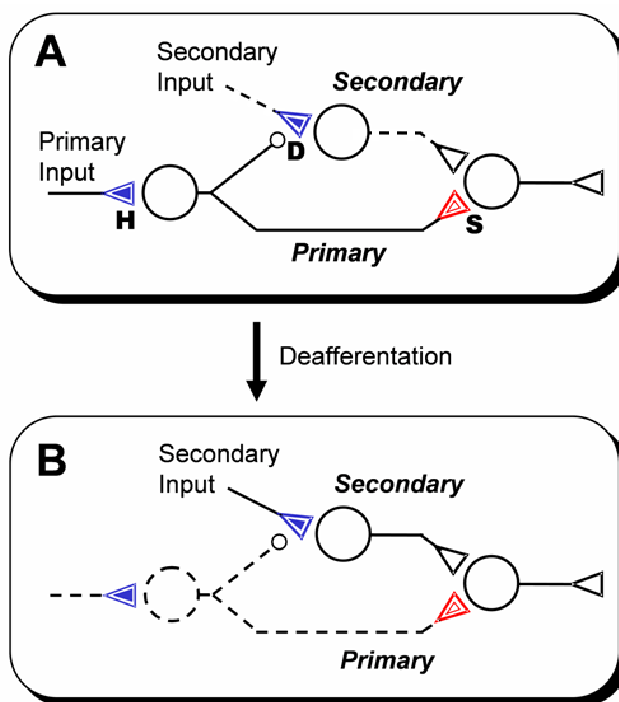 A
Secondary
Input
Secondary
D
Primary
Input
H
S
Primary
Deafferentation
B
Secondary
Input
Secondary
Primary